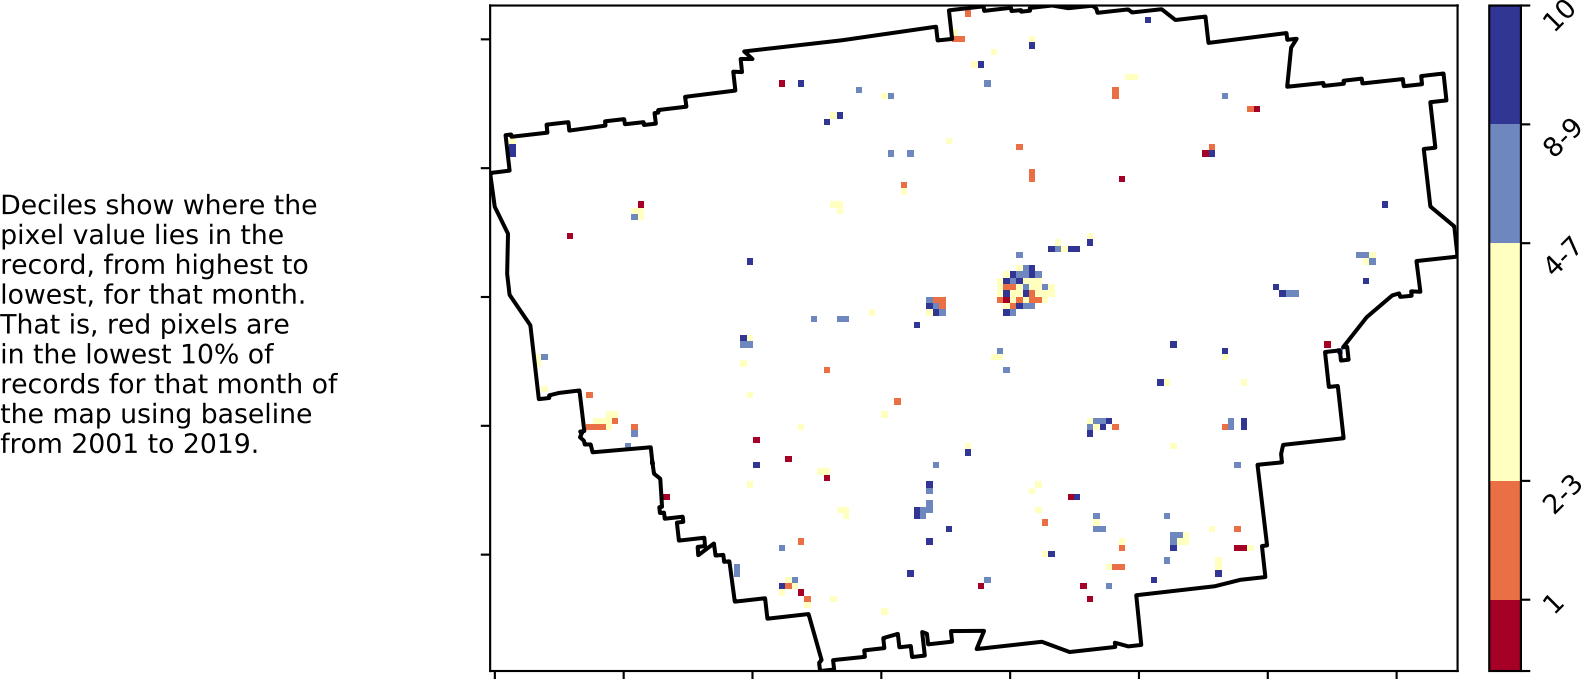 Deciles show where the
pixel value lies in the
record, from highest to
lowest, for that month.
That is, red pixels are
in the lowest 10% of
records for that month of
the map using baseline
from 2001 to 2019.
10
8-9
4-7
2-3
1